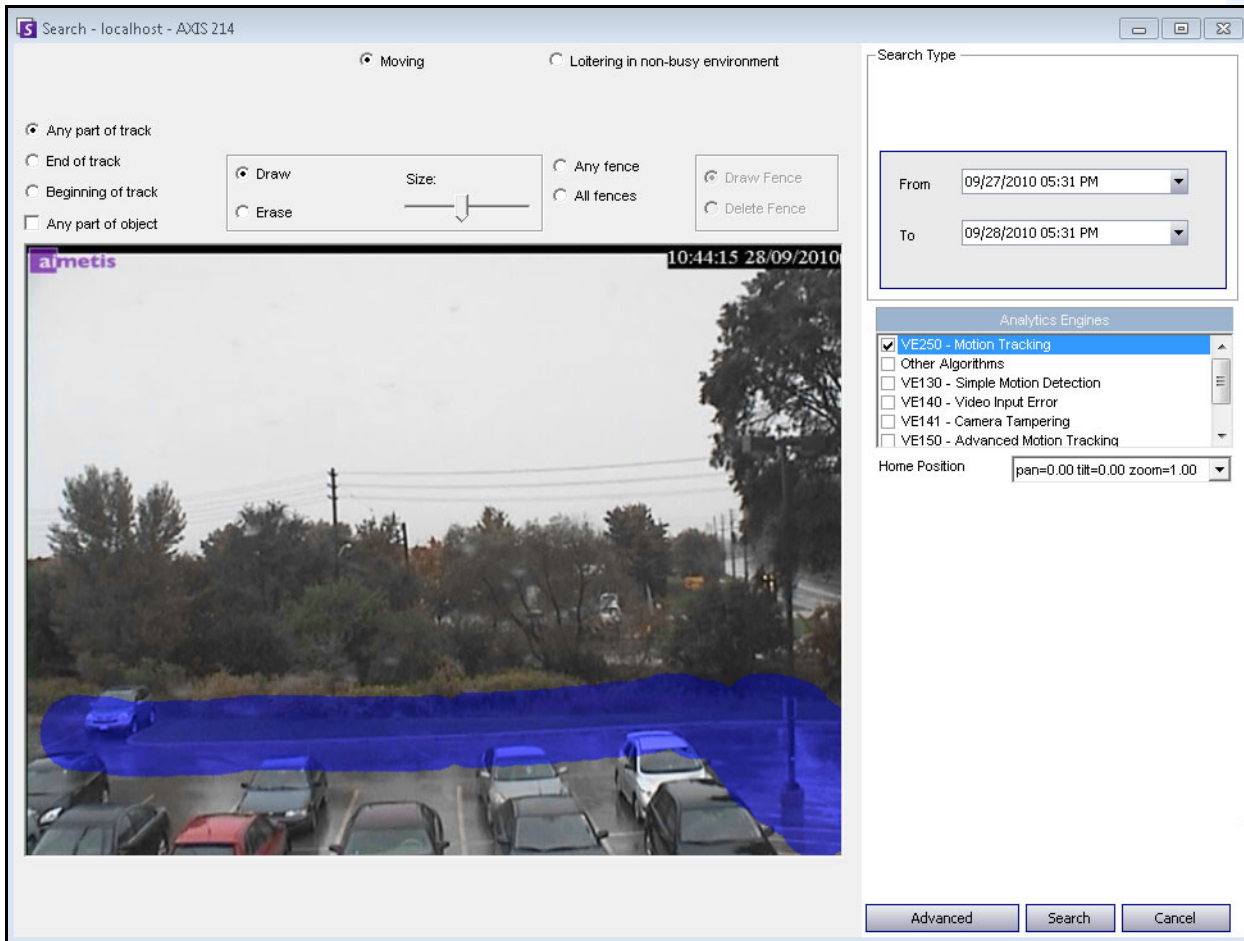 Search - localhost - AXIS 214
Moving
Loitering in non-busy environment
Any part of track
End of track
Beginning of track
Any part of object
Draw
Erase
Size:
Any fence
All fences
Draw Fence
Delete Fence
aimetis
10:44:15 28/09/2010
Search Type
From 09/27/2010 05:31 PM
To 09/28/2010 05:31 PM
Analytics Engines
VE250 - Motion Tracking
Other Algorithms
VE130 - Simple Motion Detection
VE140 - Video Input Error
VE141 - Camera Tampering
VE150 - Advanced Motion Tracking
Home Position pan=0.00 tilt=0.00 zoom=1.00
Advanced
Search
Cancel